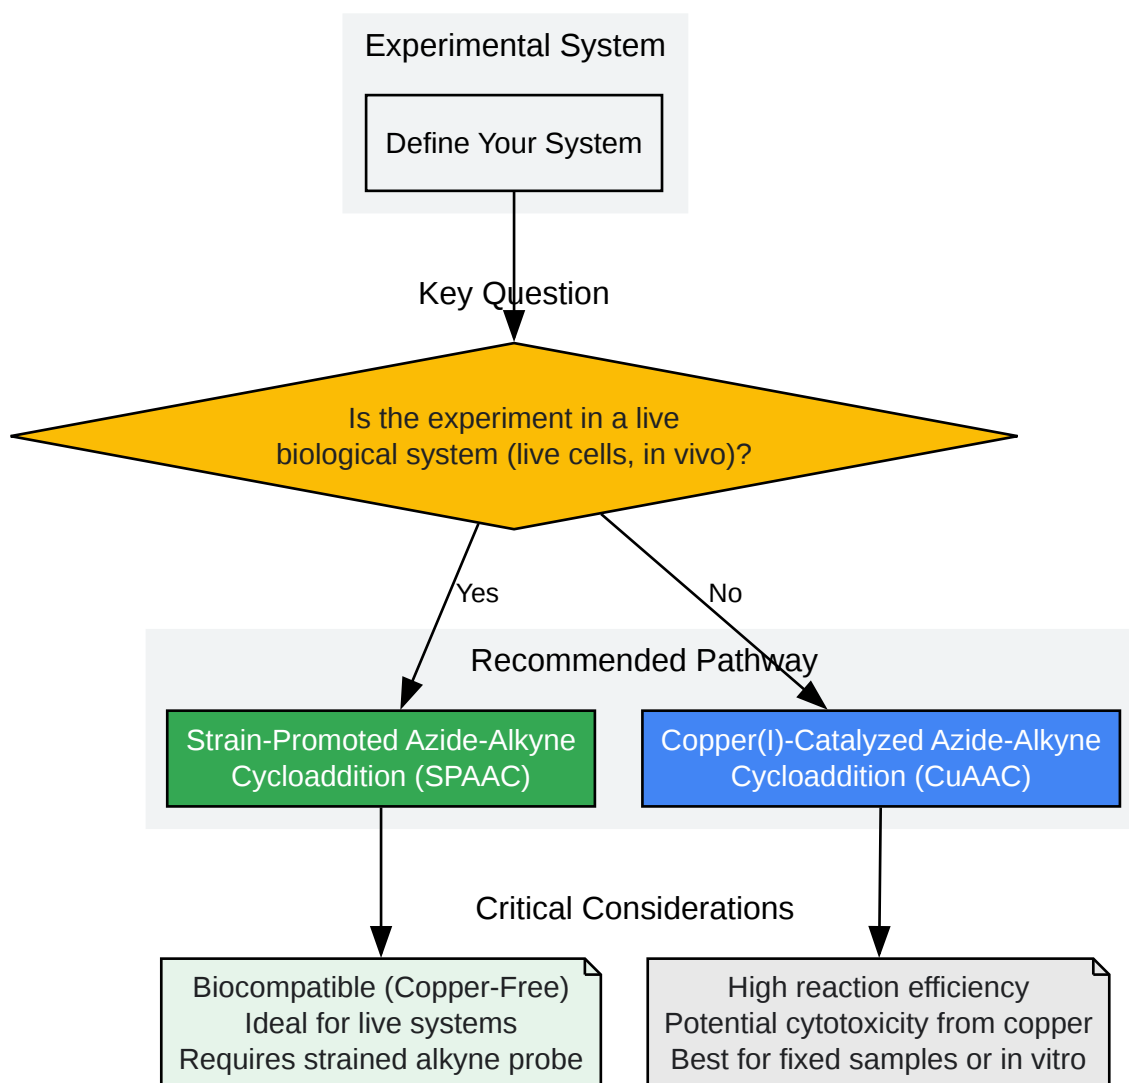 Experimental System
Define Your System
Key Question
Is the experiment in a live
biological system (live cells, in vivo)?
Yes
No
Recommended Pathway
Strain-Promoted Azide-Alkyne
Cycloaddition (SPAAC)
Copper(I)-Catalyzed Azide-Alkyne
Cycloaddition (CuAAC)
Critical Considerations
Biocompatible (Copper-Free)
Ideal for live systems
Requires strained alkyne probe
High reaction efficiency
Potential cytotoxicity from copper
Best for fixed samples or in vitro